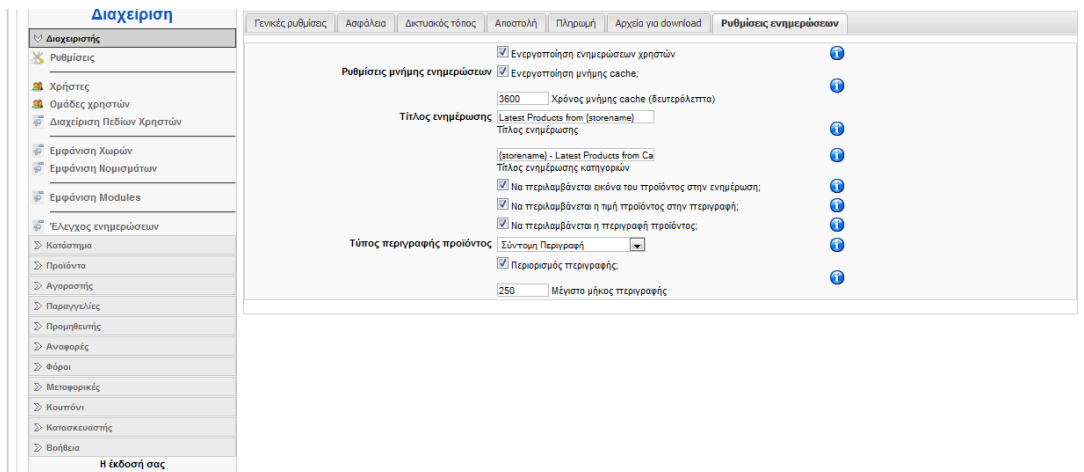 Διαχείριση
Διαχειριστής
Ρυθμίσεις
Χρήστες
Ομάδες χρηστών
Διαχείριση Πεδίων Χρηστών
Εμφάνιση Χωρών
Εμφάνιση Νομισμάτων
Εμφάνιση Modules
Έλεγχος ενημερώσεων
Κατάστημα
Προϊόντα
Αγοραστής
Παραγγελίες
Προμηθευτής
Αναφορές
Φόροι
Μεταφορικές
Κουπόνι
Κατασκευαστής
Βοήθεια
Η έκδοσή σας
Γενικές ρυθμίσεις Ασφάλεια Δικτυακός τόπος Αποστολή Πληρωμή Αρχεία για download Ρυθμίσεις ενημερώσεων
Ενεργοποίηση ενημερώσεων χρηστών
Ρυθμίσεις μνήμης ενημερώσεων Ενεργοποίηση μνήμης cache;
3600 Χρόνος μνήμης cache (δευτερόλεπτα)
Τίτλος ενημέρωσης Latest Products from {storename}
Τίτλος ενημέρωσης
{storename} - Latest Products from Ca
Τίτλος ενημέρωσης κατηγοριών
Να περιλαμβάνεται εικόνα του προϊόντος στην ενημέρωση;
Να περιλαμβάνεται η τιμή προϊόντος στην περιγραφή;
Να περιλαμβάνεται η περιγραφή προϊόντος;
Τύπος περιγραφής προϊόντος Σύντομη Περιγραφή
Περιορισμός περιγραφής;
250 Μέγιστο μήκος περιγραφής